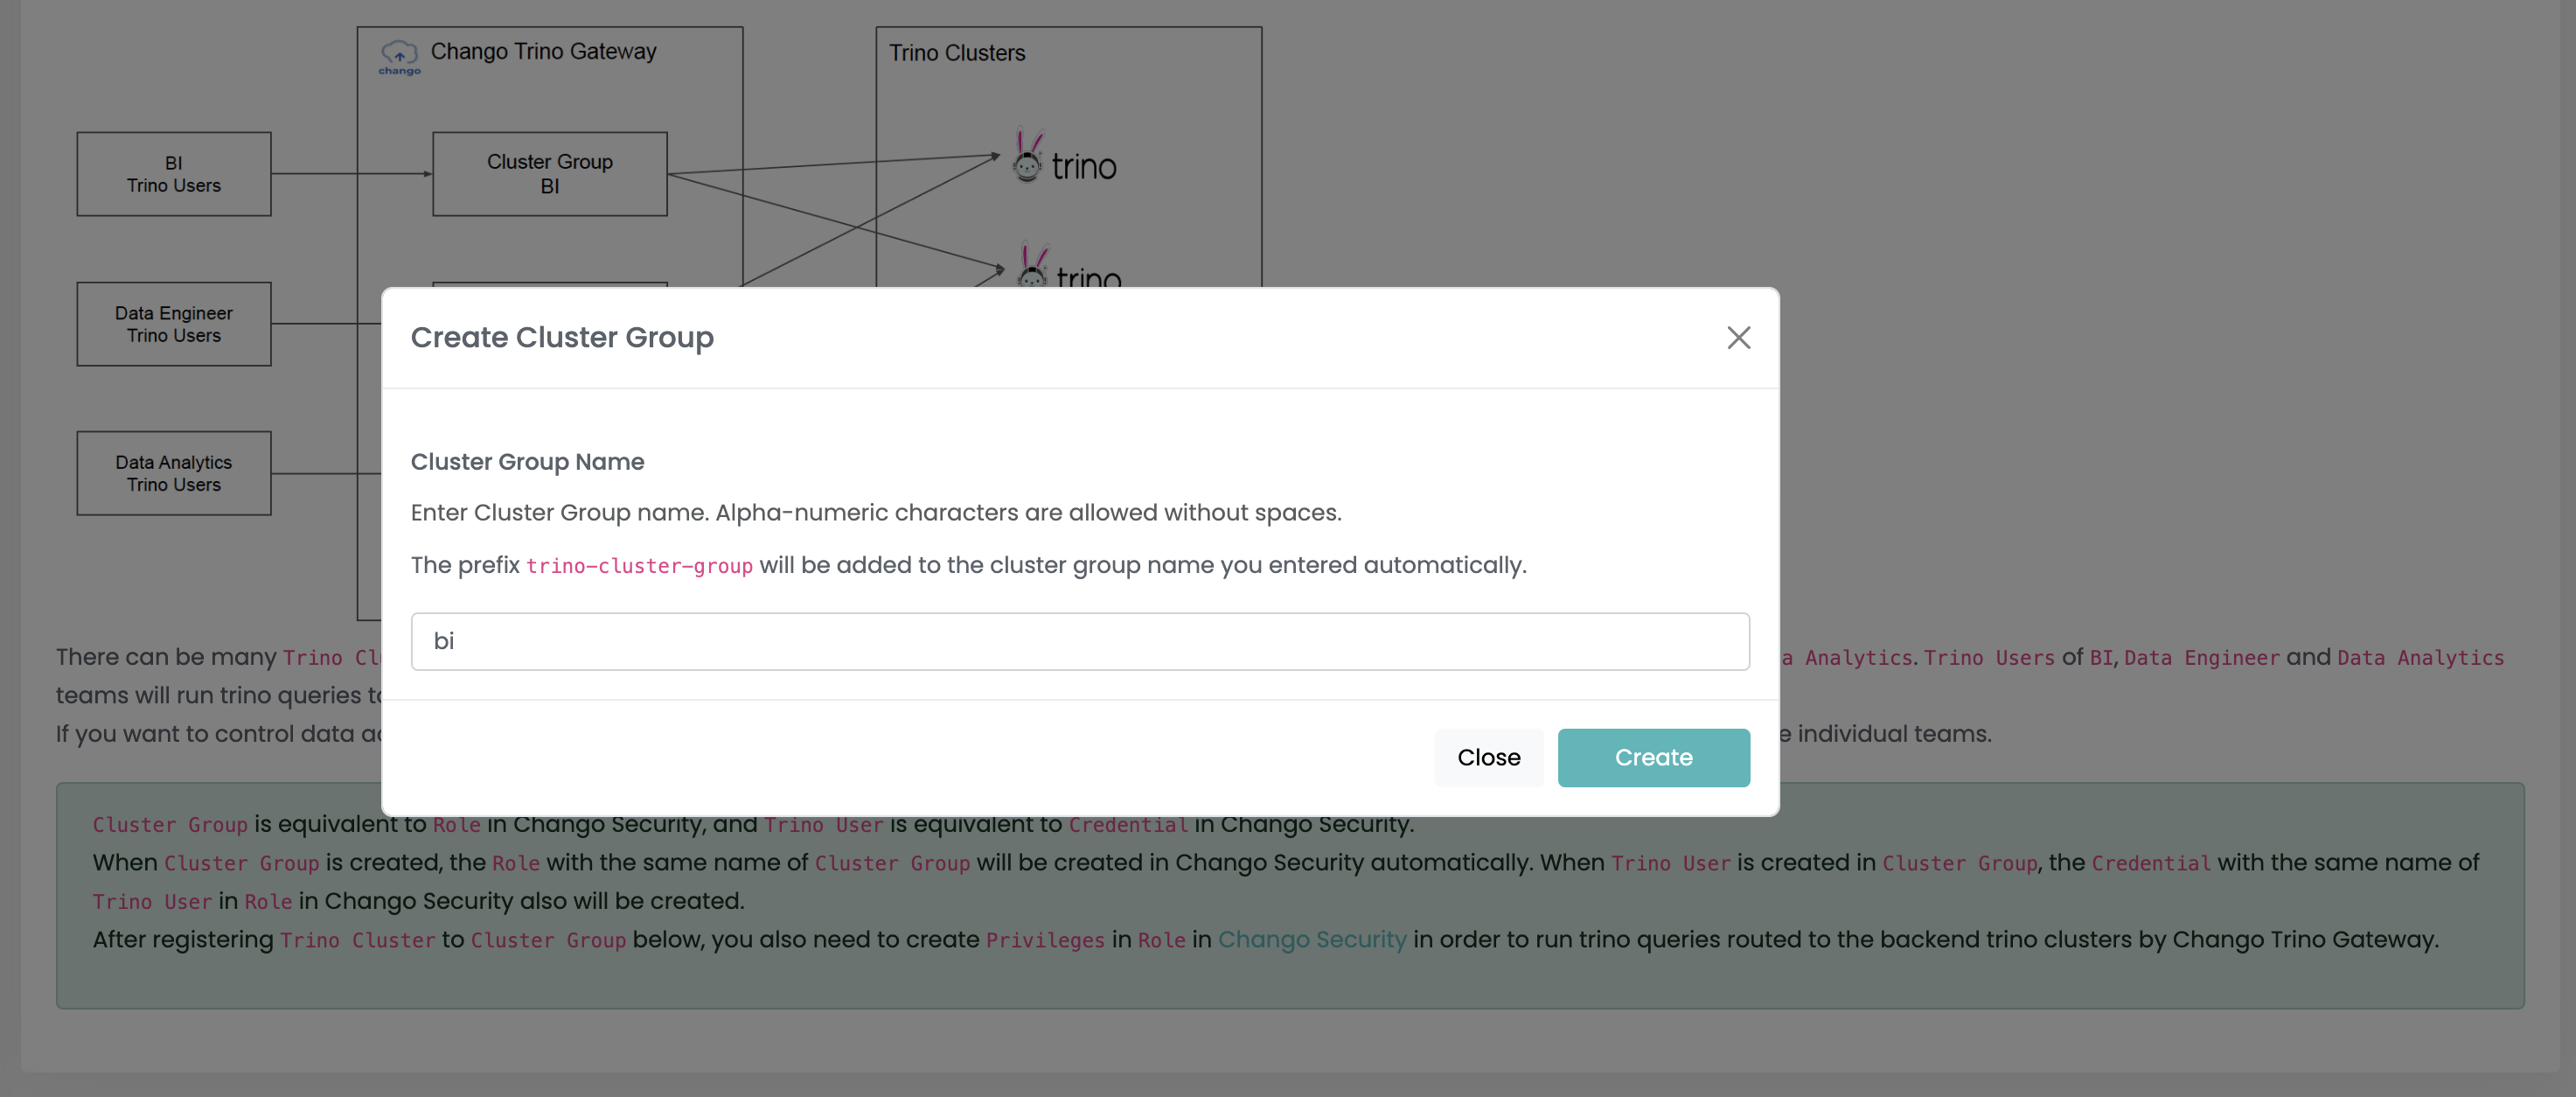 chango
Chango Trino Gateway
Trino Clusters
BI
Trino Users
Cluster Group
BI
trino
trino
Data Engineer
Trino Users
Data Analytics
Trino Users
Create Cluster Group
Cluster Group Name
Enter Cluster Group name. Alpha-numeric characters are allowed without spaces.
The prefix trino-cluster-group will be added to the cluster group name you entered automatically.
bi
Close
Create
There can be many Trino Analytics. Trino Users of BI, Data Engineer and Data Analytics
teams will run trino queries
If you want to control data individual teams.
Cluster Group is equivalent to Role in Chango Security, and Trino User is equivalent to Credential in Chango Security.
When Cluster Group is created, the Role with the same name of Cluster Group will be created in Chango Security automatically. When Trino User is created in Cluster Group, the Credential with the same name of
Trino User in Role in Chango Security also will be created.
After registering Trino Cluster to Cluster Group below, you also need to create Privileges in Role in Chango Security in order to run trino queries routed to the backend trino clusters by Chango Trino Gateway.